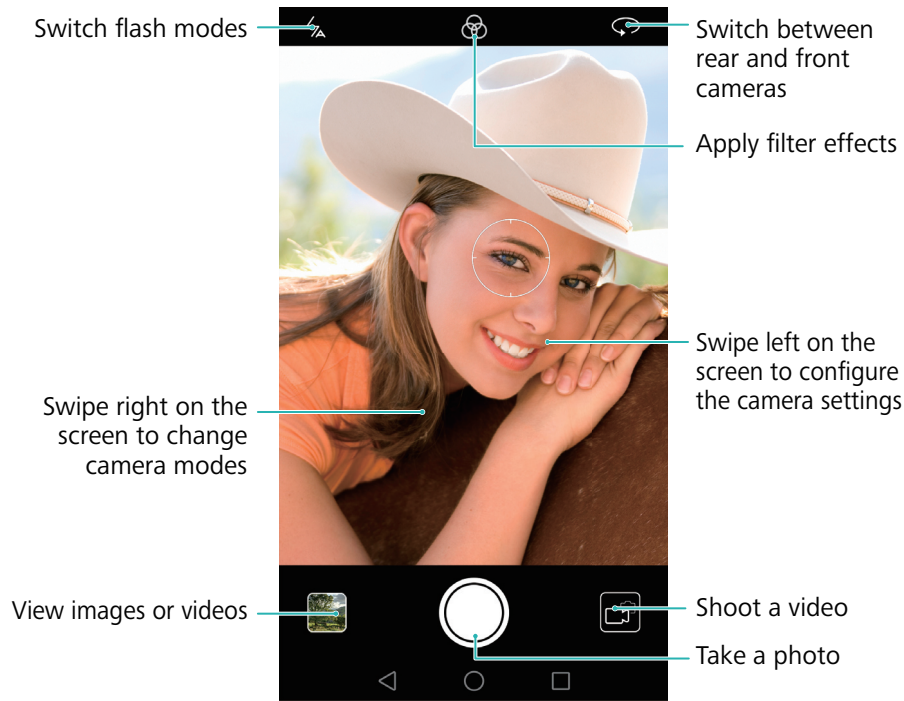 Switch flash modes
Switch between
rear and front
cameras
Apply filter effects
Swipe left on the
screen to configure
the camera settings
Swipe right on the
screen to change
camera modes
View images or videos
Shoot a video
Take a photo